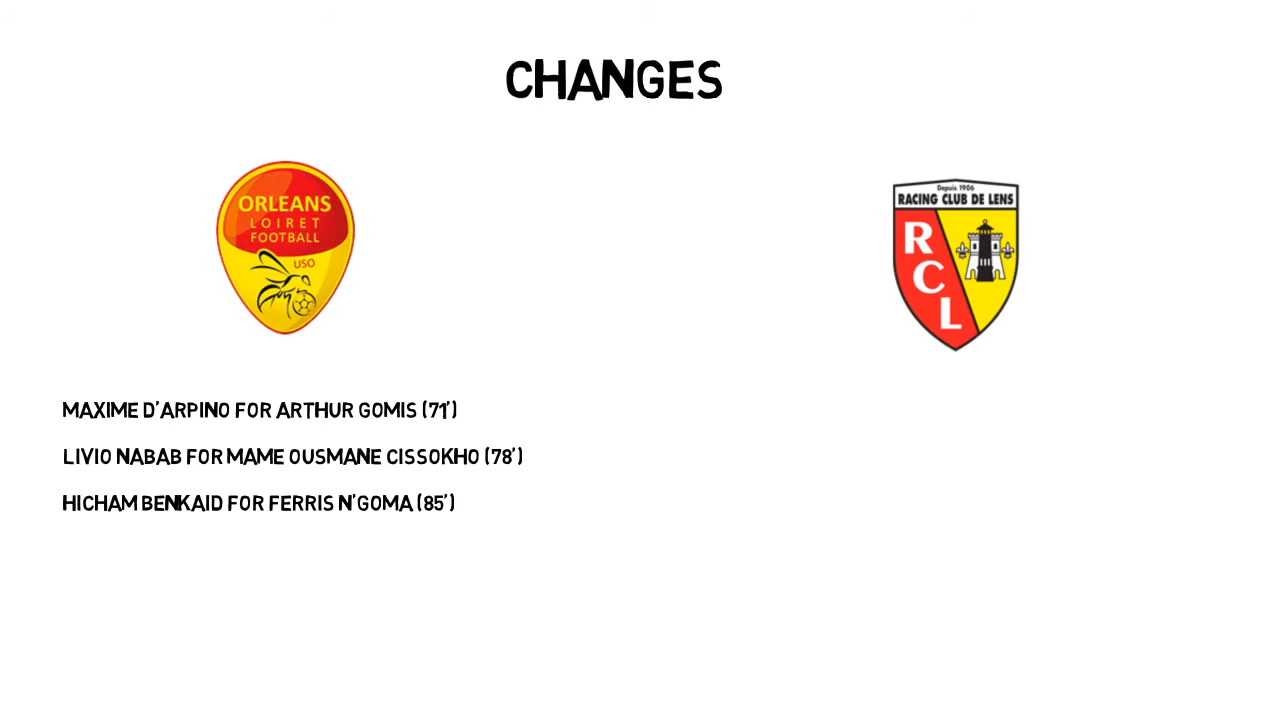 CHANGES
ORLEANS
LOIRET
FOOTBALL
USO
Depuis 1906
RACING CLUB DE LENS
R
C
L
MAXIME D'ARPINO FOR ARTHUR GOMIS (71')
LIVIO NABAB FOR MAME OUSMANE CISSOKHO (78')
HICHAM BENKAID FOR FERRIS N'GOMA (85')